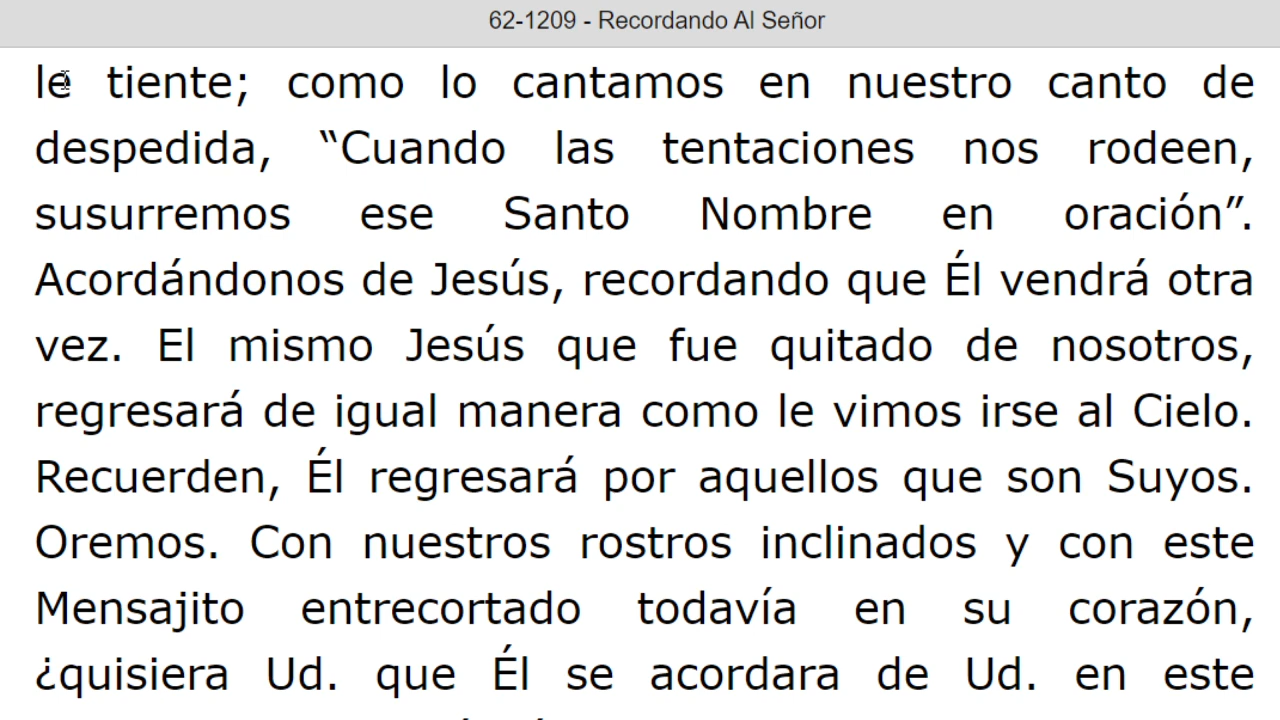 62-1209 - Recordando Al Señor
le tiente; como lo cantamos en nuestro canto de
despedida, “Cuando las tentaciones nos rodeen,
susurremos ese Santo Nombre en oración”.
Acordándonos de Jesús, recordando que Él vendrá otra
vez. El mismo Jesús que fue quitado de nosotros,
regresará de igual manera como le vimos irse al Cielo.
Recuerden, Él regresará por aquellos que son Suyos.
Oremos. Con nuestros rostros inclinados y con este
Mensajito entrecortado todavía en su corazón,
¿quisiera Ud. que Él se acordara de Ud. en este